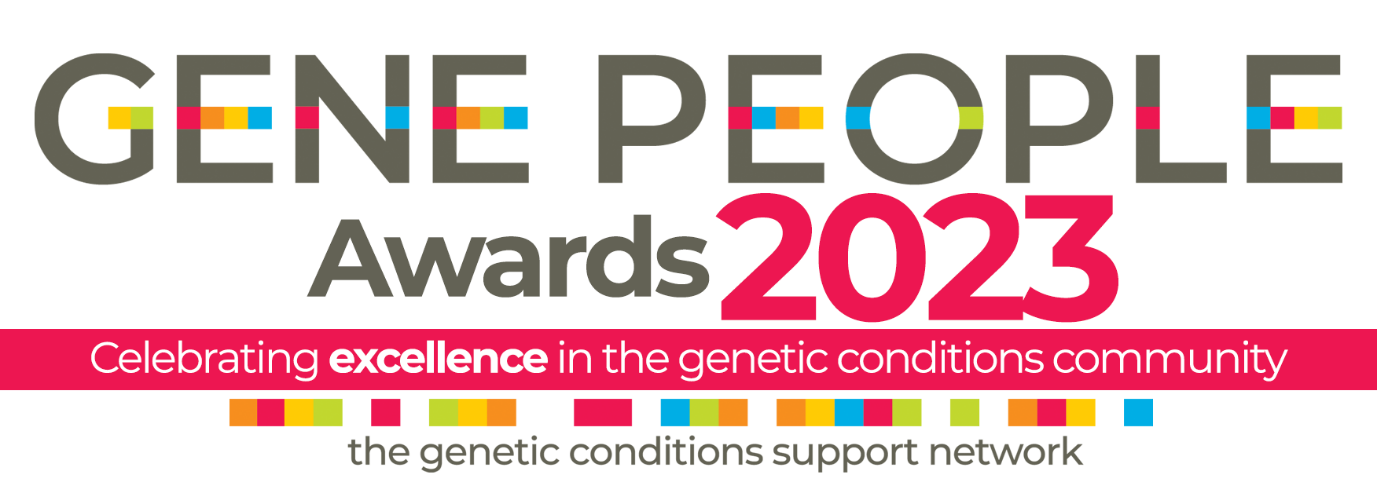 GENE PEOPLE
Awards 2023
Celebrating excellence in the genetic conditions community
the genetic conditions support network